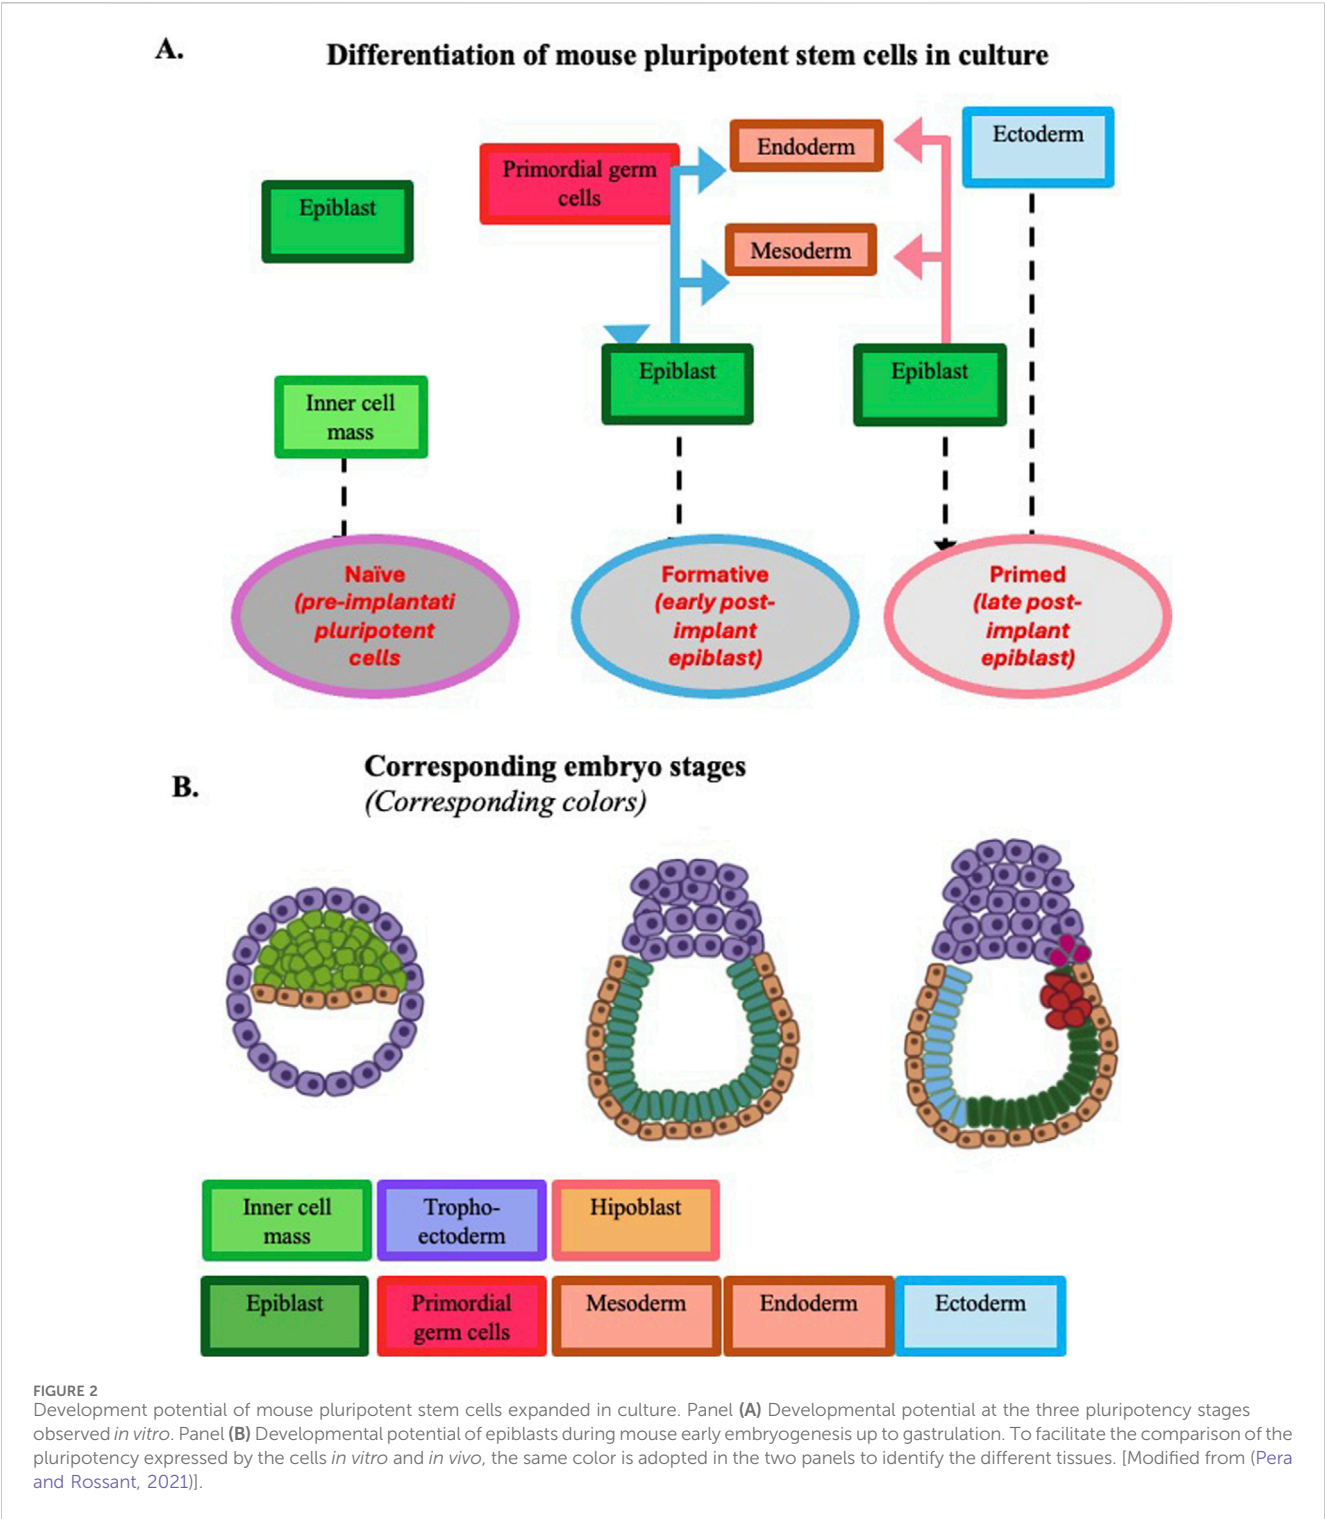 A.
Differentiation of mouse pluripotent stem cells in culture
Epiblast
Primordial germ
cells
Endoderm
Ectoderm
Mesoderm
Inner cell
mass
Epiblast
Epiblast
Naïve
(pre-implantati
pluripotent
cells
Formative
(early post-
implant
epiblast)
Primed
(late post-
implant
epiblast)
B.
Corresponding embryo stages
(Corresponding colors)
Inner cell
mass
Tropho-
ectoderm
Hipoblast
Epiblast
Primordial
germ cells
Mesoderm
Endoderm
Ectoderm
FIGURE 2
Development potential of mouse pluripotent stem cells expanded in culture. Panel (A) Developmental potential at the three pluripotency stages
observed in vitro. Panel (B) Developmental potential of epiblasts during mouse early embryogenesis up to gastrulation. To facilitate the comparison of the
pluripotency expressed by the cells in vitro and in vivo, the same color is adopted in the two panels to identify the different tissues. [Modified from (Pera
and Rossant, 2021)].